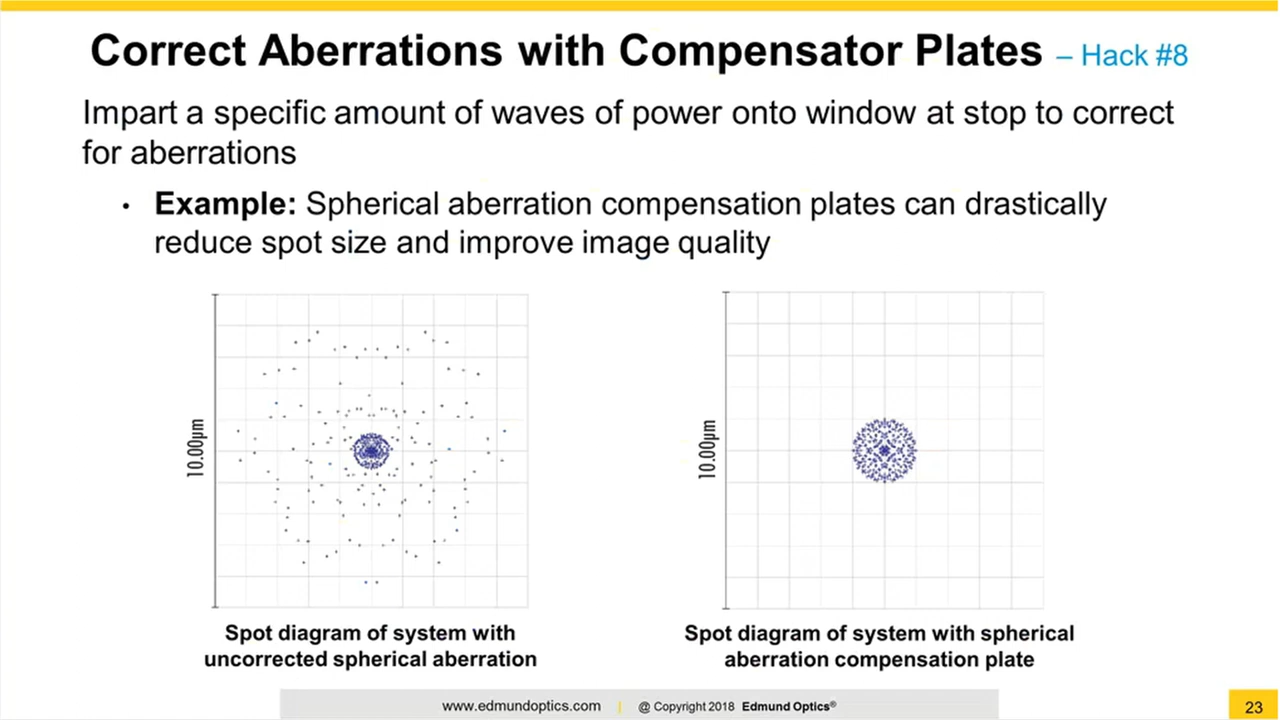 Correct Aberrations with Compensator Plates – Hack #8
Impart a specific amount of waves of power onto window at stop to correct
for aberrations
• Example: Spherical aberration compensation plates can drastically
reduce spot size and improve image quality
10.00µm
10.00µm
Spot diagram of system with
uncorrected spherical aberration
Spot diagram of system with spherical
aberration compensation plate
www.edmundoptics.com | @ Copyright 2018 Edmund Optics®
23